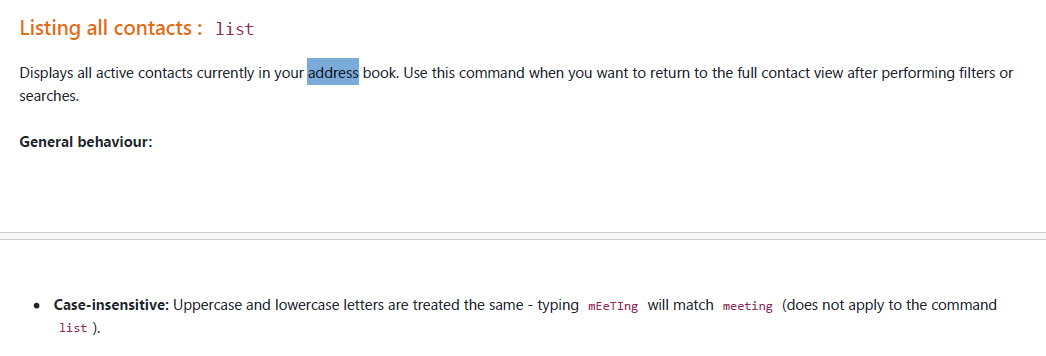 Listing all contacts : list
Displays all active contacts currently in your address book. Use this command when you want to return to the full contact view after performing filters or
searches.
General behaviour:
• Case-insensitive: Uppercase and lowercase letters are treated the same - typing mEeTIng will match meeting (does not apply to the command
list ).